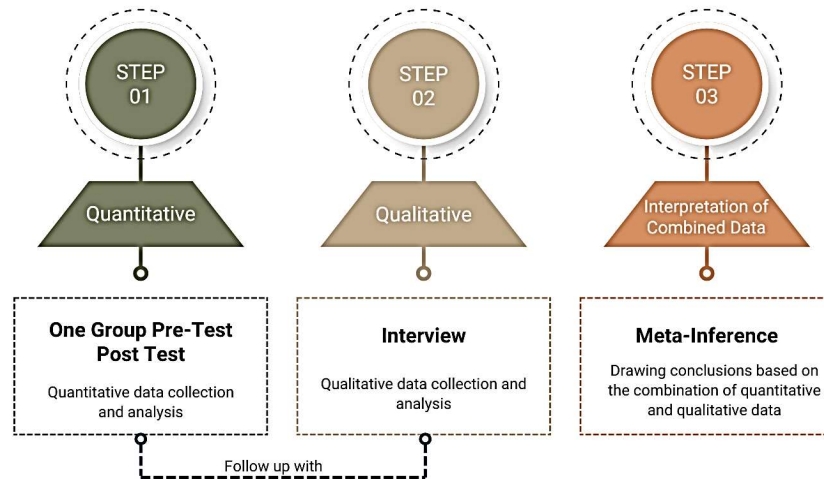 STEP
01
Quantitative
One Group Pre-Test
Post Test
Quantitative data collection
and analysis
STEP
02
Qualitative
Interview
Qualitative data collection and
analysis
STEP
03
Interpretation of
Combined Data
Meta-Inference
Drawing conclusions based on
the combination of quantitative
and qualitative data
Follow up with